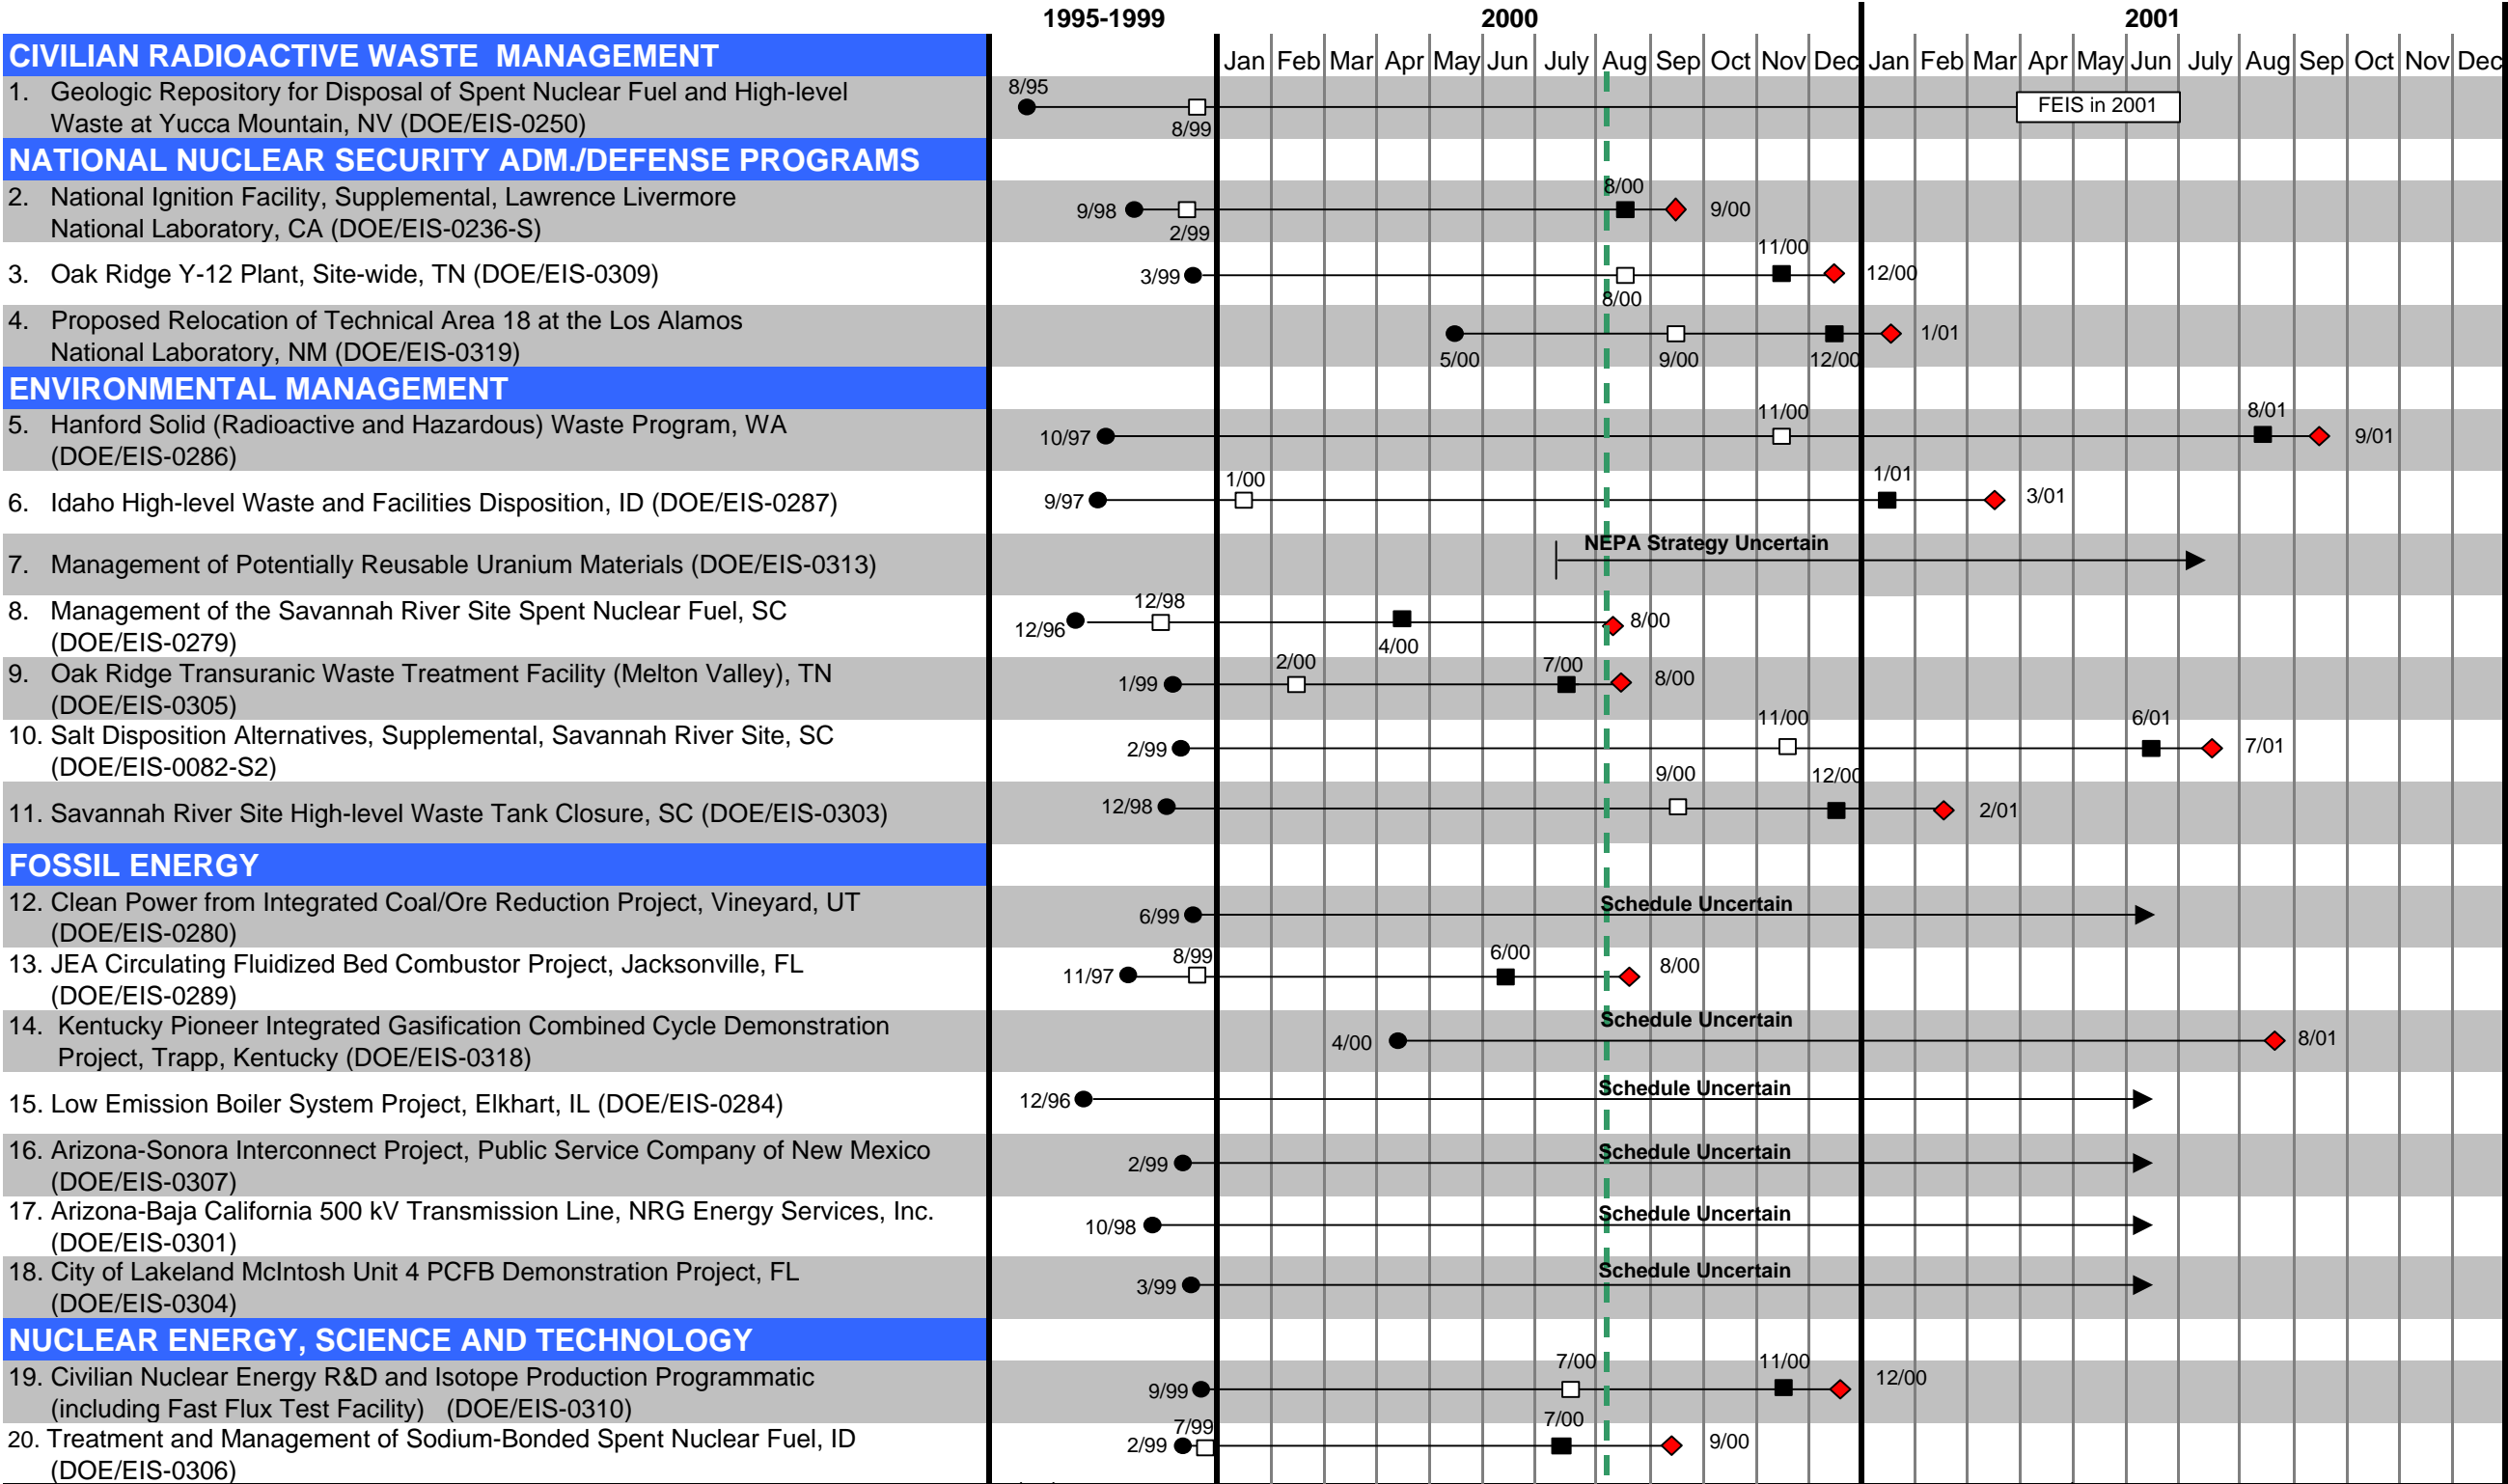 1995-1999 2000 2001
CIVILIAN RADIOACTIVE WASTE MANAGEMENT
Jan Feb Mar Apr May Jun July Aug Sep Oct Nov Dec Jan Feb Mar Apr May Jun July Aug Sep Oct Nov Dec
1. Geologic Repository for Disposal of Spent Nuclear Fuel and High-level
Waste at Yucca Mountain, NV (DOE/EIS-0250)
8/95
8/99
FEIS in 2001
NATIONAL NUCLEAR SECURITY ADM./DEFENSE PROGRAMS
2. National Ignition Facility, Supplemental, Lawrence Livermore
National Laboratory, CA (DOE/EIS-0236-S)
9/98
2/99
8/00
9/00
3. Oak Ridge Y-12 Plant, Site-wide, TN (DOE/EIS-0309)
3/99
8/00
11/00
12/00
4. Proposed Relocation of Technical Area 18 at the Los Alamos
National Laboratory, NM (DOE/EIS-0319)
5/00
9/00
12/00
1/01
ENVIRONMENTAL MANAGEMENT
5. Hanford Solid (Radioactive and Hazardous) Waste Program, WA
(DOE/EIS-0286)
10/97
11/00
8/01
9/01
6. Idaho High-level Waste and Facilities Disposition, ID (DOE/EIS-0287)
9/97
1/00
1/01
3/01
7. Management of Potentially Reusable Uranium Materials (DOE/EIS-0313)
NEPA Strategy Uncertain
8. Management of the Savannah River Site Spent Nuclear Fuel, SC
(DOE/EIS-0279)
12/96
12/98
4/00
8/00
9. Oak Ridge Transuranic Waste Treatment Facility (Melton Valley), TN
(DOE/EIS-0305)
1/99
2/00
7/00
8/00
10. Salt Disposition Alternatives, Supplemental, Savannah River Site, SC
(DOE/EIS-0082-S2)
2/99
11/00
6/01
7/01
11. Savannah River Site High-level Waste Tank Closure, SC (DOE/EIS-0303)
12/98
9/00
12/00
2/01
FOSSIL ENERGY
12. Clean Power from Integrated Coal/Ore Reduction Project, Vineyard, UT
(DOE/EIS-0280)
6/99
Schedule Uncertain
13. JEA Circulating Fluidized Bed Combustor Project, Jacksonville, FL
(DOE/EIS-0289)
11/97
8/99
6/00
8/00
14. Kentucky Pioneer Integrated Gasification Combined Cycle Demonstration
Project, Trapp, Kentucky (DOE/EIS-0318)
4/00
Schedule Uncertain
8/01
15. Low Emission Boiler System Project, Elkhart, IL (DOE/EIS-0284)
12/96
Schedule Uncertain
16. Arizona-Sonora Interconnect Project, Public Service Company of New Mexico
(DOE/EIS-0307)
2/99
Schedule Uncertain
17. Arizona-Baja California 500 kV Transmission Line, NRG Energy Services, Inc.
(DOE/EIS-0301)
10/98
Schedule Uncertain
18. City of Lakeland McIntosh Unit 4 PCFB Demonstration Project, FL
(DOE/EIS-0304)
3/99
Schedule Uncertain
NUCLEAR ENERGY, SCIENCE AND TECHNOLOGY
19. Civilian Nuclear Energy R&D and Isotope Production Programmatic
(including Fast Flux Test Facility) (DOE/EIS-0310)
9/99
7/00
11/00
12/00
20. Treatment and Management of Sodium-Bonded Spent Nuclear Fuel, ID
(DOE/EIS-0306)
2/99
7/99
7/00
9/00